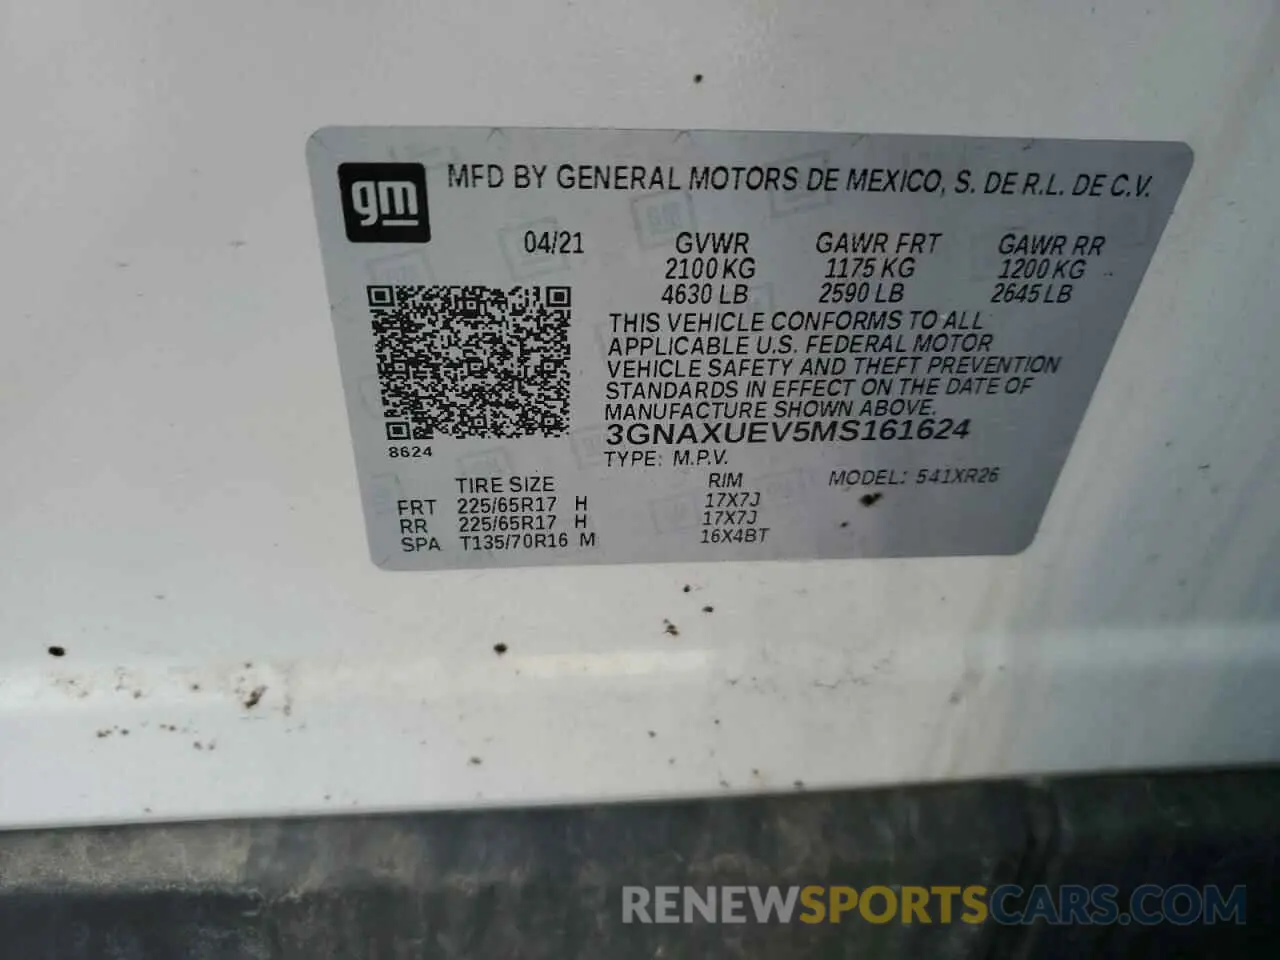 gm
MFD BY GENERAL MOTORS DE MEXICO, S. DE R.L. DE C.V.
04/21 GVWR GAWR FRT GAWR RR
2100 KG 1175 KG 1200 KG
4630 LB 2590 LB 2645 LB
THIS VEHICLE CONFORMS TO ALL
APPLICABLE U.S. FEDERAL MOTOR
VEHICLE SAFETY AND THEFT PREVENTION
STANDARDS IN EFFECT ON THE DATE OF
MANUFACTURE SHOWN ABOVE.
3GNAXUEV5MS161624
8624
TYPE: M.P.V.
TIRE SIZE RIM MODEL: 541XR26
FRT 225/65R17 H 17X7J
RR 225/65R17 H 17X7J
SPA T135/70R16 M 16X4BT
RENEWSPORTSCARS.COM